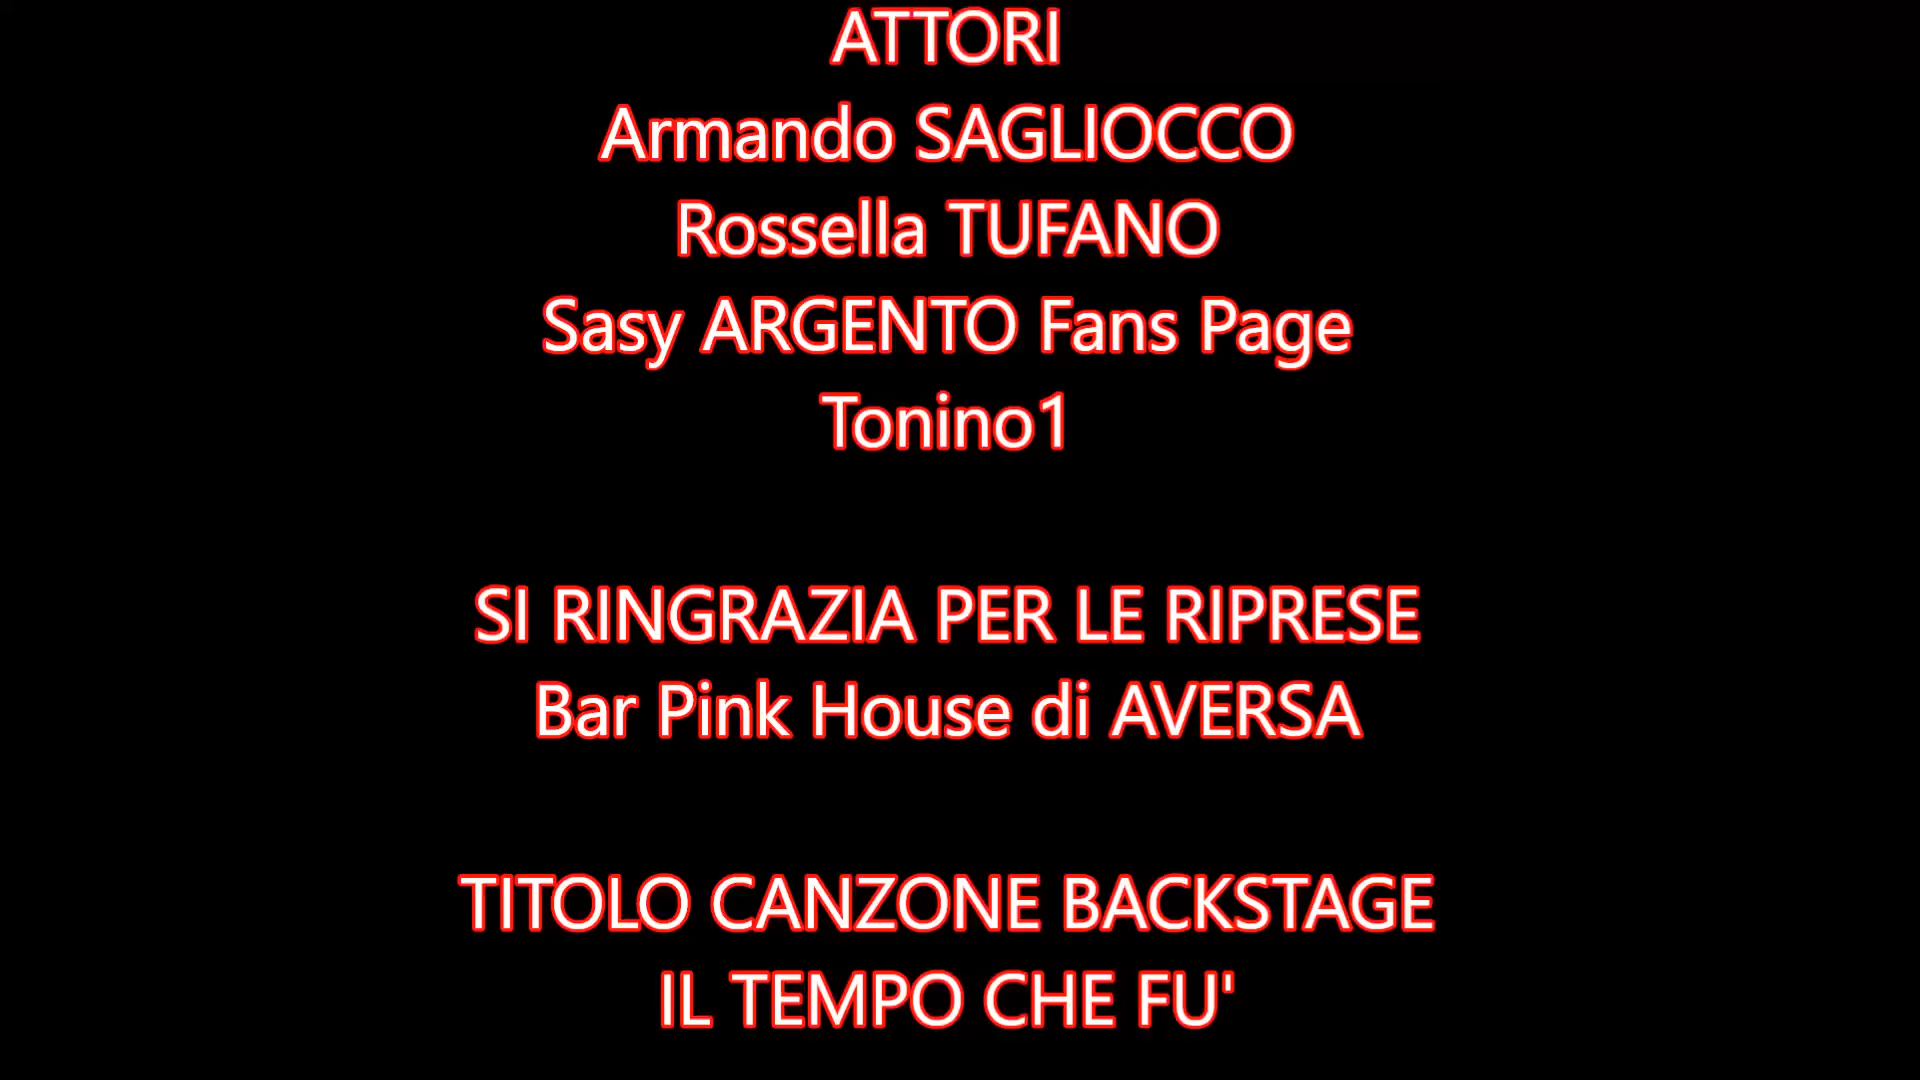 ATTORI
Armando SAGLIOCCO
Rossella TUFANO
Sasy ARGENTO Fans Page
Tonino1
SI RINGRAZIA PER LE RIPRESE
Bar Pink House di AVERSA
TITOLO CANZONE BACKSTAGE
IL TEMPO CHE FU'